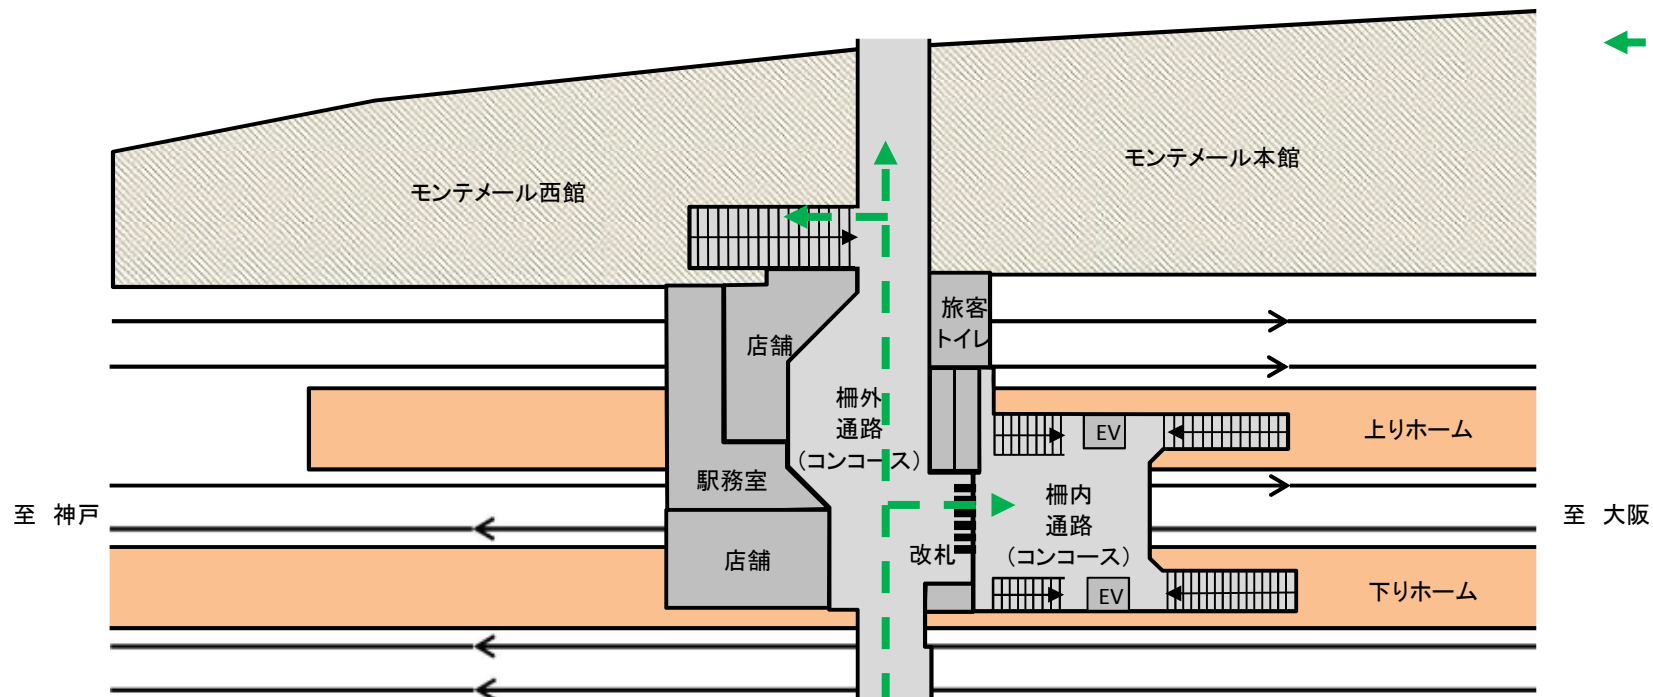 モンテメール本館
モンテメール西館
旅客
トイレ
店舗
柵外
通路
（コンコース）
EV
上りホーム
駅務室
柵内
通路
（コンコース）
至　神戸
至　大阪
改札
店舗
EV
下りホーム